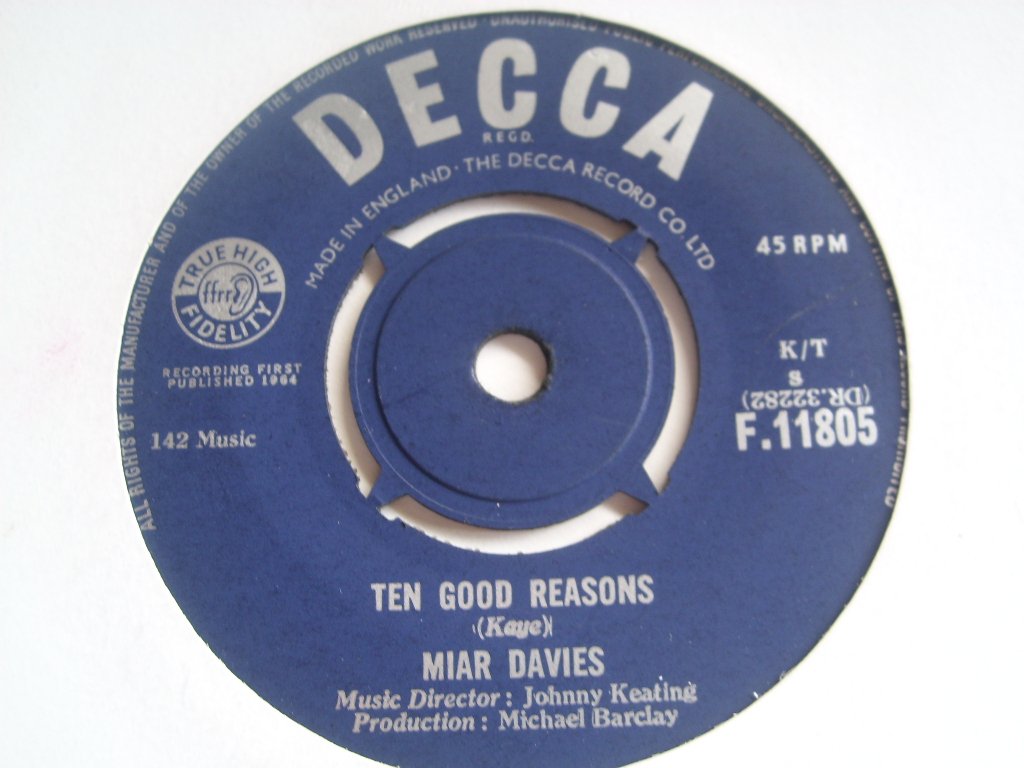 ALL RIGHTS OF THE MANUFACTURER AND OF THE OWNER OF THE RECORDED WORK RESERVED · UNAUTHORISED PUBLIC
DECCA
REGD.
MADE IN ENGLAND · THE DECCA RECORD CO. LTD
45 RPM
TRUE HIGH
ffrr
FIDELITY
K/T
S
(DR.32282)
F.11805
RECORDING FIRST
PUBLISHED 1964
142 Music
TEN GOOD REASONS
(Kaye)
MIAR DAVIES
Music Director : Johnny Keating
Production : Michael Barclay